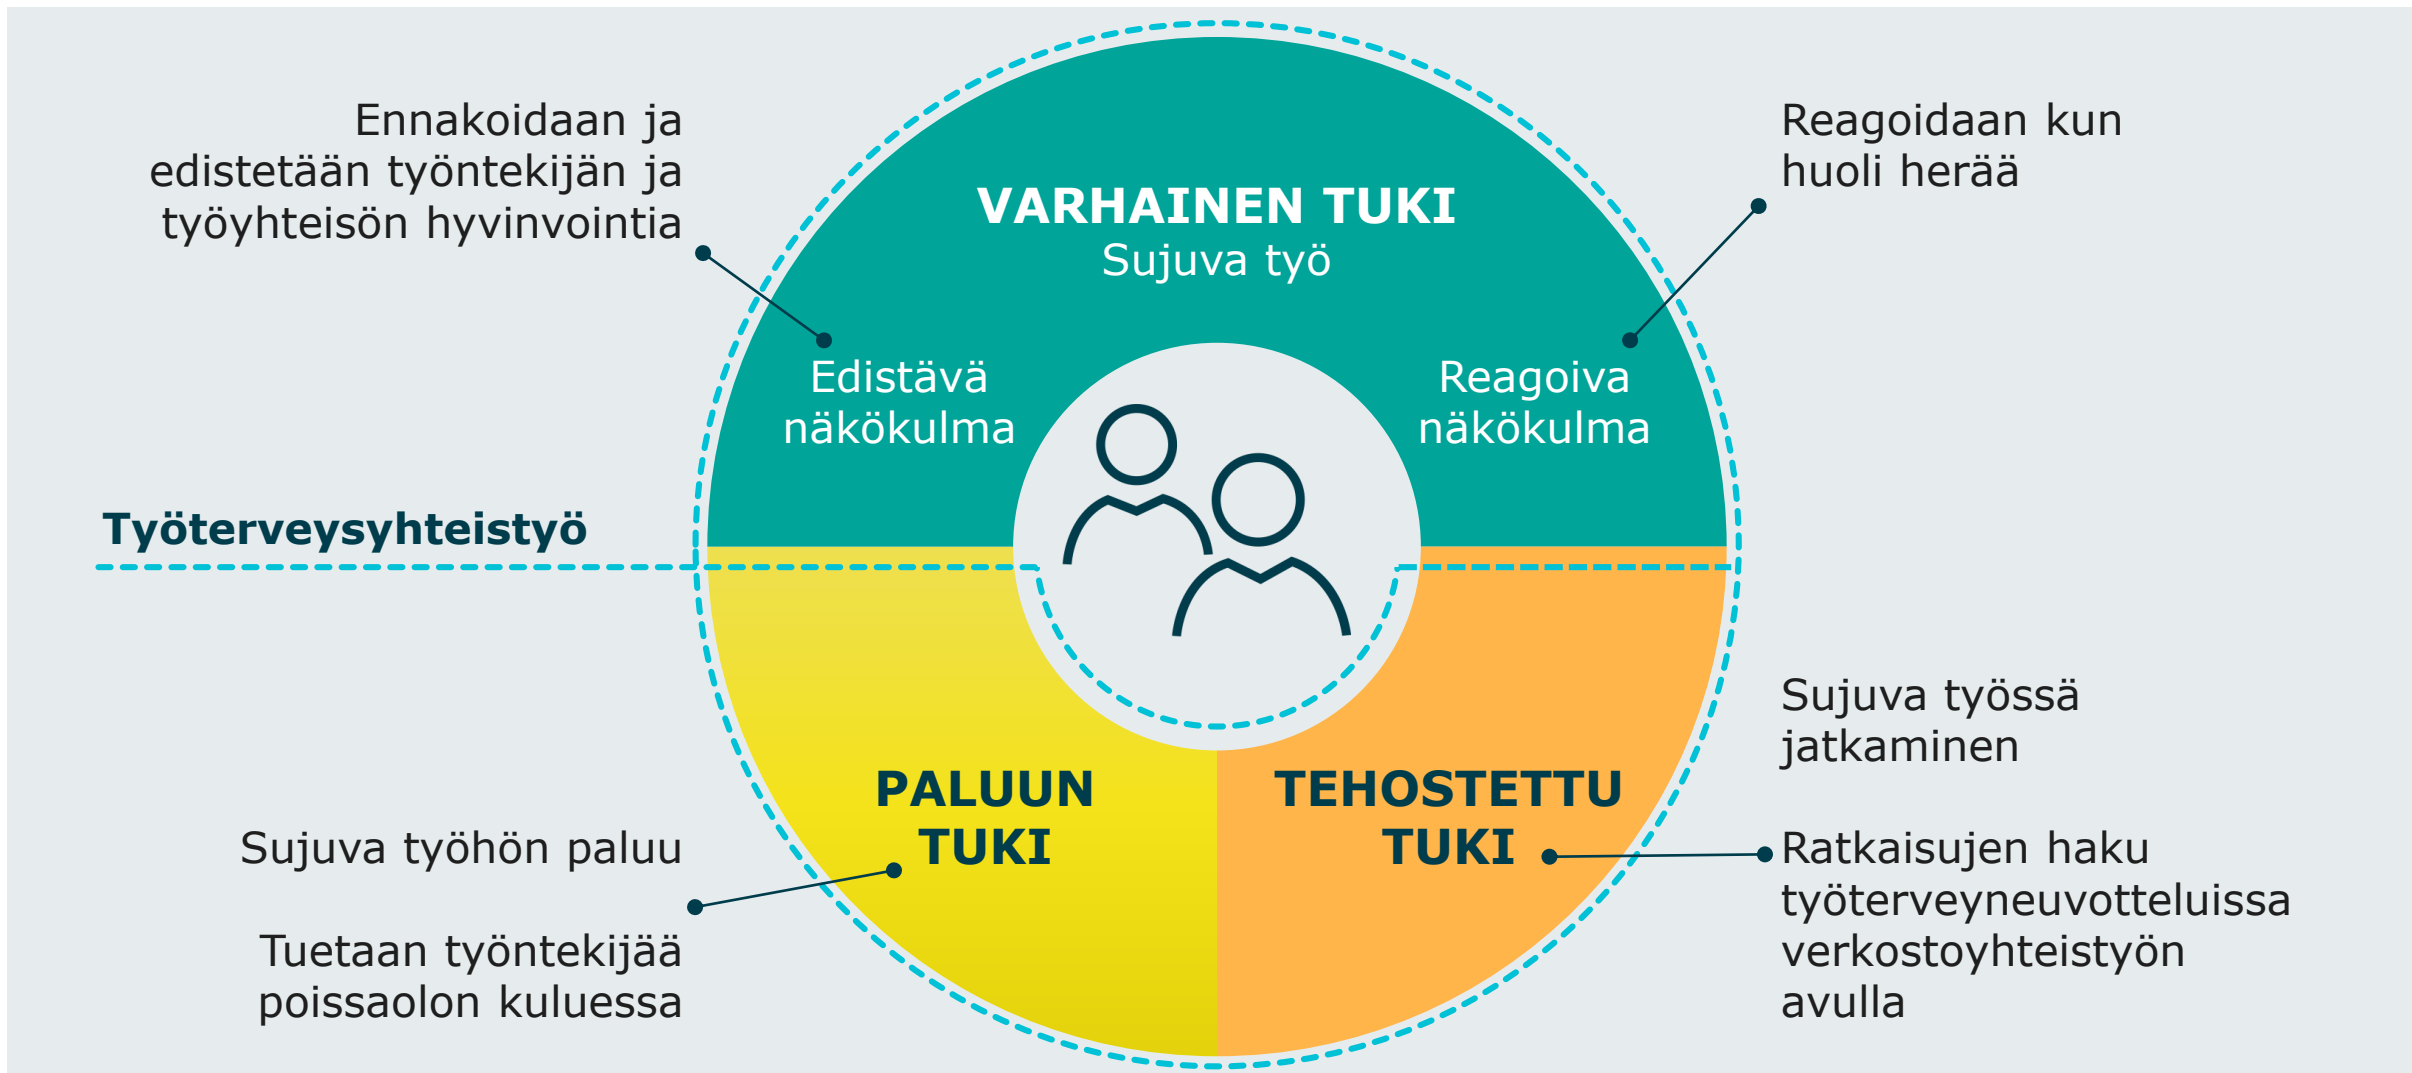 Ennakoidaan ja
edistetään työntekijän ja
työyhteisön hyvinvointia
Reagoidaan kun
huoli herää
VARHAINEN TUKI
Sujuva työ
Edistävä
näkökulma
Reagoiva
näkökulma
Työterveysyhteistyö
PALUUN
TUKI
TEHOSTETTU
TUKI
Sujuva työhön paluu
Tuetaan työntekijää
poissaolon kuluessa
Sujuva työssä
jatkaminen
Ratkaisujen haku
työterveyneuvotteluissa
verkostoyhteistyön
avulla